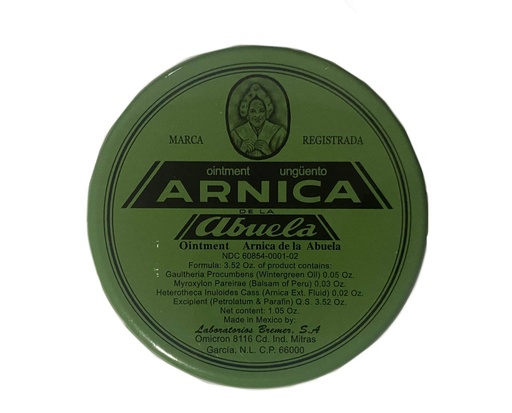 MARCA REGISTRADA
ointment ungüento
ARNICA
DE LA
Abuela
Ointment Arnica de la Abuela
NDC 60854-0001-02
Formula: 3.52 Oz. of product contains:
Gaultheria Procumbens (Wintergreen Oil) 0.05 Oz.
Myroxylon Pareirae (Balsam of Peru) 0.03 Oz.
Heterotheca Inuloides Cass (Arnica Ext. Fluid) 0.02 Oz.
Excipient (Petrolatum & Parafin) Q.S. 3.52 Oz.
Net content: 1.05 Oz.
Made in Mexico by:
Laboratorios Bremer, S.A
Omicron 8116 Cd. Ind. Mitras
García, N.L. C.P. 66000